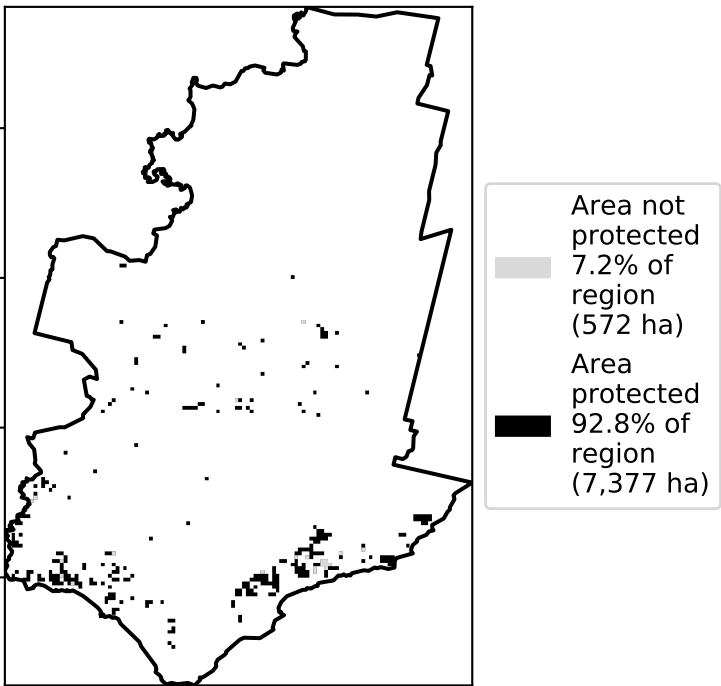 Area not
protected
7.2% of
region
(572 ha)
Area
protected
92.8% of
region
(7,377 ha)